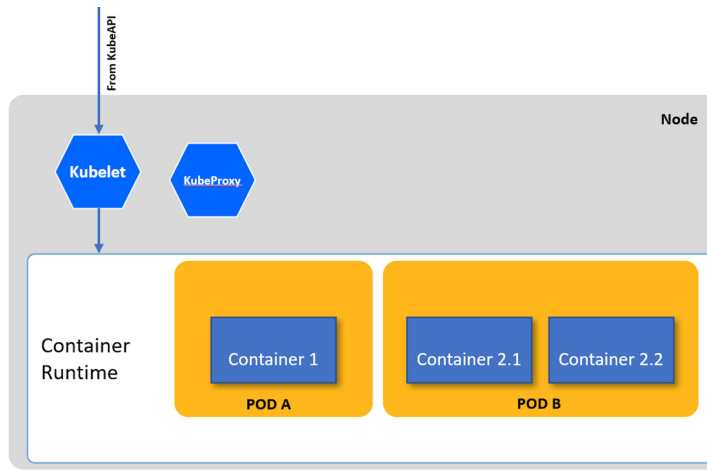 From KubeAPI
Node
Kubelet
KubeProxy
Container
Runtime
Container 1
Container 2.1
Container 2.2
POD A
POD B